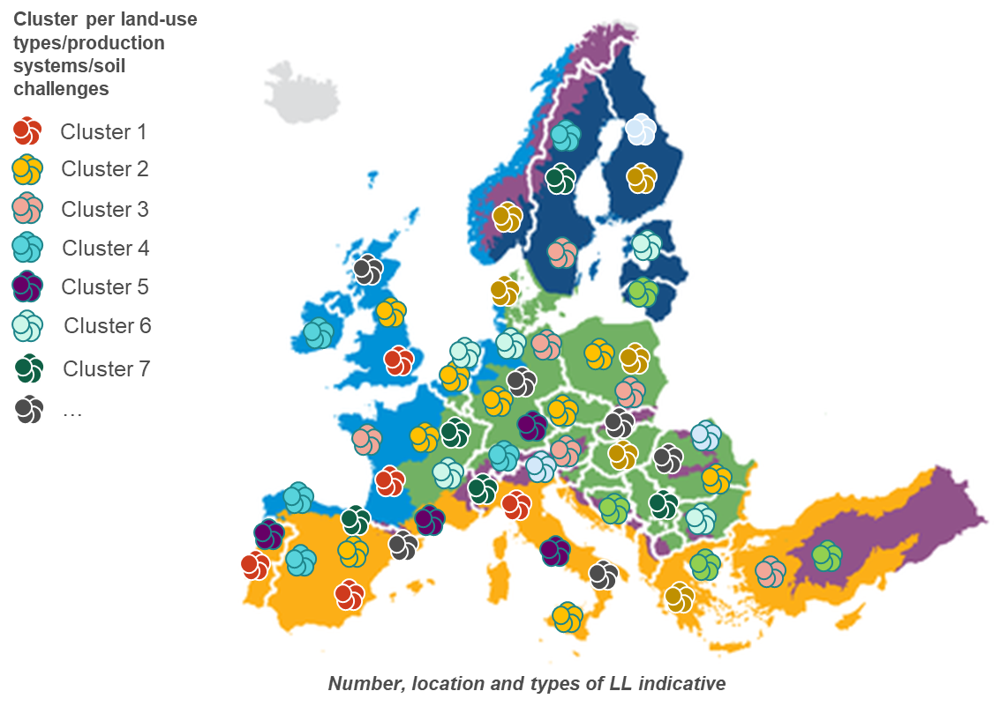 Cluster per land-use
types/production
systems/soil
challenges
Cluster 1
Cluster 2
Cluster 3
Cluster 4
Cluster 5
Cluster 6
Cluster 7
...
Number, location and types of LL indicative